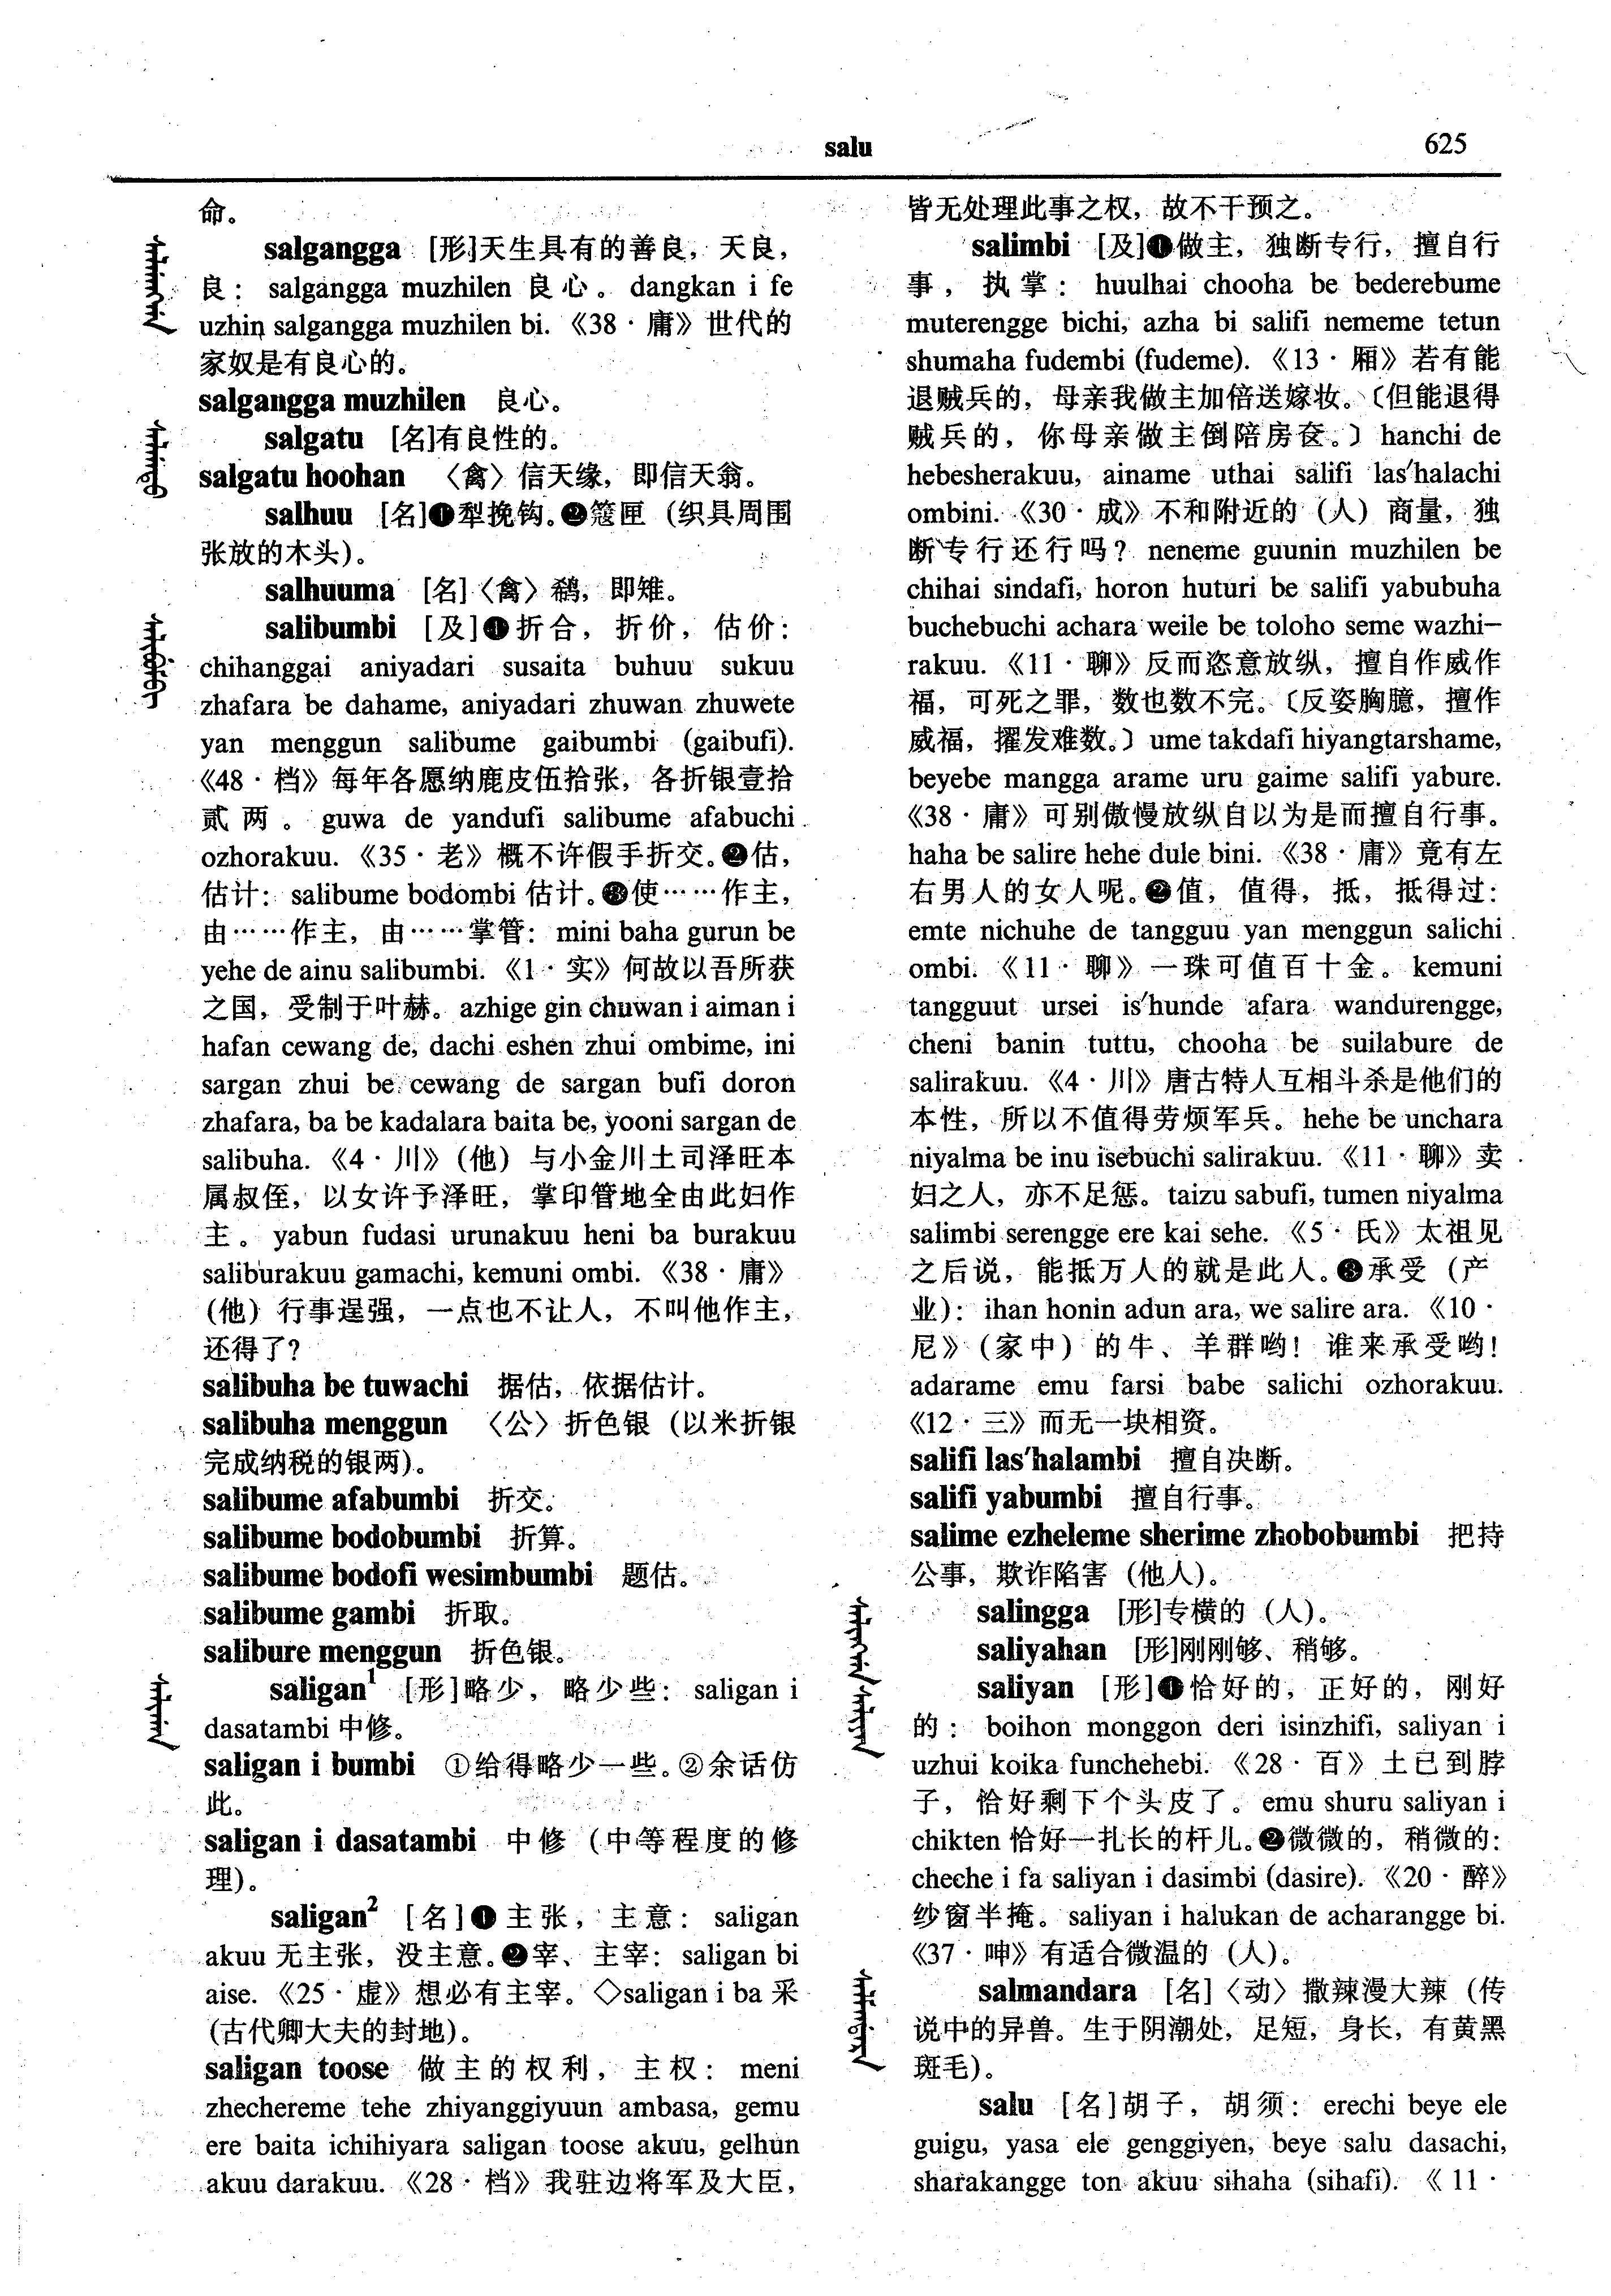 salu
625
命。
salgangga [形]天生具有的善良，天良，
良： salgangga muzhilen 良心。dangkan i fe
uzhin salgangga muzhilen bi. 《38·庸》世代的
家奴是有良心的。
salgangga muzhilen 良心。
salgatu [名]有良性的。
salgatu hoohan 〈禽〉信天缘，即信天翁。
salhuu [名]❶犁挽钩。❷篗匣（织具周围
张放的木头）。
salhuuma [名]〈禽〉鹞，即雉。
salibumbi [及]❶折合，折价，估价：
chihanggai aniyadari susaita buhuu sukuu
zhafara be dahame, aniyadari zhuwan zhuwete
yan menggun salibume gaibumbi (gaibufi).
《48·档》每年各愿纳鹿皮伍拾张，各折银壹拾
贰两。guwa de yandufi salibume afabuchi
ozhorakuu. 《35·老》概不许假手折交。❷估，
估计：salibume bodombi 估计。❸使……作主，
由……作主，由……掌管：mini baha gurun be
yehe de ainu salibumbi. 《1·实》何故以吾所获
之国，受制于叶赫。azhige gin chuwan i aiman i
hafan cewang de, dachi eshen zhui ombime, ini
sargan zhui be cewang de sargan bufi doron
zhafara, ba be kadalara baita be, yooni sargan de
salibuha. 《4·川》（他）与小金川土司泽旺本
属叔侄，以女许予泽旺，掌印管地全由此妇作
主。yabun fudasi urunakuu heni ba burakuu
saliburakuu gamachi, kemuni ombi. 《38·庸》
（他）行事逞强，一点也不让人，不叫他作主，
还得了？
salibuha be tuwachi 据估，依据估计。
salibuha menggun 〈公〉折色银（以米折银
完成纳税的银两）。
salibume afabumbi 折交。
salibume bodobumbi 折算。
salibume bodofi wesimbumbi 题估。
salibume gambi 折取。
salibure menggun 折色银。
saligan¹ [形]略少，略少些：saligan i
dasatambi 中修。
saligan i bumbi ①给得略少一些。②余话仿
此。
saligan i dasatambi 中修（中等程度的修
理）。
saligan² [名]❶主张，主意：saligan
akuu 无主张，没主意。❷宰、主宰：saligan bi
aise. 《25·虚》想必有主宰。◇saligan i ba 采
（古代卿大夫的封地）。
saligan toose 做主的权利，主权：meni
zhechereme tehe zhiyanggiyuun ambasa, gemu
ere baita ichihiyara saligan toose akuu, gelhun
akuu darakuu. 《28·档》我驻边将军及大臣，
皆无处理此事之权，故不干预之。
salimbi [及]❶做主，独断专行，擅自行
事，执掌：huulhai chooha be bederebume
muterengge bichi, azha bi salifi nememe tetun
shumaha fudembi (fudeme). 《13·厢》若有能
退贼兵的，母亲我做主加倍送嫁妆。〔但能退得
贼兵的，你母亲做主倒陪房奁。〕hanchi de
hebesherakuu, ainame uthai salifi las'halachi
ombini. 《30·成》不和附近的（人）商量，独
断专行还行吗？neneme guunin muzhilen be
chihai sindafi, horon huturi be salifi yabubuha
buchebuchi achara weile be toloho seme wazhi-
rakuu. 《11·聊》反而恣意放纵，擅自作威作
福，可死之罪，数也数不完。〔反姿胸臆，擅作
威福，擢发难数。〕ume takdafi hiyangtarshame,
beyebe mangga arame uru gaime salifi yabure.
《38·庸》可别傲慢放纵自以为是而擅自行事。
haha be salire hehe dule bini. 《38·庸》竟有左
右男人的女人呢。❷值，值得，抵，抵得过：
emte nichuhe de tangguu yan menggun salichi
ombi. 《11·聊》一珠可值百十金。kemuni
tangguut ursei is'hunde afara wandurengge,
cheni banin tuttu, chooha be suilabure de
salirakuu. 《4·川》唐古特人互相斗杀是他们的
本性，所以不值得劳烦军兵。hehe be unchara
niyalma be inu isebuchi salirakuu. 《11·聊》卖
妇之人，亦不足惩。taizu sabufi, tumen niyalma
salimbi serengge ere kai sehe. 《5·氏》太祖见
之后说，能抵万人的就是此人。❸承受（产
业）：ihan honin adun ara, we salire ara. 《10·
尼》（家中）的牛、羊群哟！谁来承受哟！
adarame emu farsi babe salichi ozhorakuu.
《12·三》而无一块相资。
salifi las'halambi 擅自决断。
salifi yabumbi 擅自行事。
salime ezheleme sherime zhobobumbi 把持
公事，欺诈陷害（他人）。
salingga [形]专横的（人）。
saliyahan [形]刚刚够、稍够。
saliyan [形]❶恰好的，正好的，刚好
的：boihon monggon deri isinzhifi, saliyan i
uzhui koika funchehebi. 《28·百》土已到脖
子，恰好剩下个头皮了。emu shuru saliyan i
chikten 恰好一扎长的杆儿。❷微微的，稍微的：
cheche i fa saliyan i dasimbi (dasire). 《20·醉》
纱窗半掩。saliyan i halukan de acharangge bi.
《37·呻》有适合微温的（人）。
salmandara [名]〈动〉撒辣漫大辣（传
说中的异兽。生于阴潮处，足短，身长，有黄黑
斑毛）。
salu [名]胡子，胡须：erechi beye ele
guigu, yasa ele genggiyen, beye salu dasachi,
sharakangge ton akuu sihaha (sihafi). 《11·